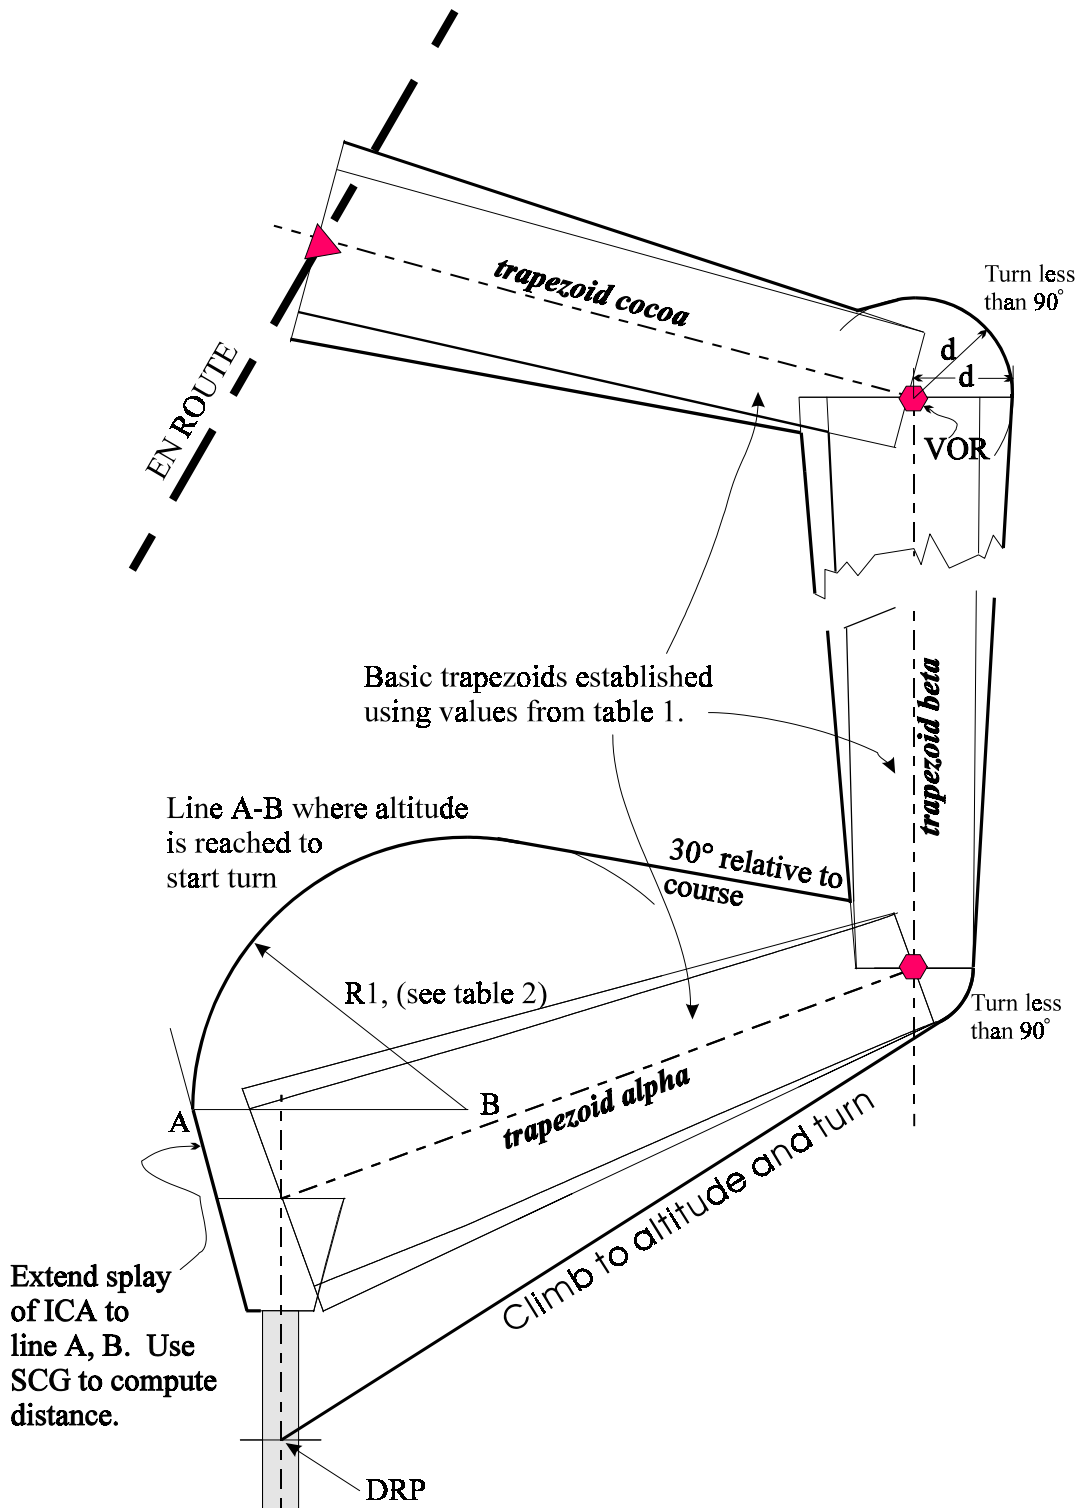 Turn less
than 90°
trapezoid cocoa
d
d
EN ROUTE
VOR
Basic trapezoids established
using values from table 1.
trapezoid beta
Line A-B where altitude
is reached to
start turn
30° relative to
course
R1, (see table 2)
Turn less
than 90°
A
B
trapezoid alpha
Climb to altitude and turn
Extend splay
of ICA to
line A, B. Use
SCG to compute
distance.
DRP